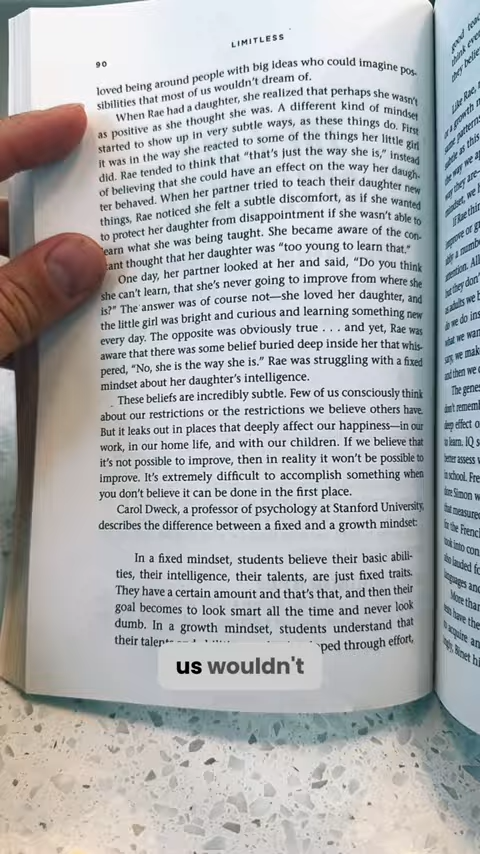 LIMITLESS
90
loved being around people with big ideas who could imagine pos-
sibilities that most of us wouldn't dream of.
When Rae had a daughter, she realized that perhaps she wasn't
as positive as she thought she was. A different kind of mindset
started to show up in very subtle ways, as these things do. First
it was in the way she reacted to some of the things her little girl
did. Rae tended to think that "that's just the way she is," instead
of believing that she could have an effect on the way her daugh-
ter behaved. When her partner tried to teach their daughter new
things, Rae noticed she felt a subtle discomfort, as if she wanted
to protect her daughter from disappointment if she wasn't able to
learn what she was being taught. She became aware of the con-
stant thought that her daughter was "too young to learn that."
One day, her partner looked at her and said, "Do you think
she can't learn, that she's never going to improve from where she
is?" The answer was of course not—she loved her daughter, and
the little girl was bright and curious and learning something new
every day. The opposite was obviously true . . . and yet, Rae was
aware that there was some belief buried deep inside her that whis-
pered, "No, she is the way she is." Rae was struggling with a fixed
mindset about her daughter's intelligence.
These beliefs are incredibly subtle. Few of us consciously think
about our restrictions or the restrictions we believe others have.
But it leaks out in places that deeply affect our happiness—in our
work, in our home life, and with our children. If we believe that
it's not possible to improve, then in reality it won't be possible to
improve. It's extremely difficult to accomplish something when
you don't believe it can be done in the first place.
Carol Dweck, a professor of psychology at Stanford University,
describes the difference between a fixed and a growth mindset:
In a fixed mindset, students believe their basic abili-
ties, their intelligence, their talents, are just fixed traits.
They have a certain amount and that's that, and then their
goal becomes to look smart all the time and never look
dumb. In a growth mindset, students understand that
their through effort,
us wouldn't